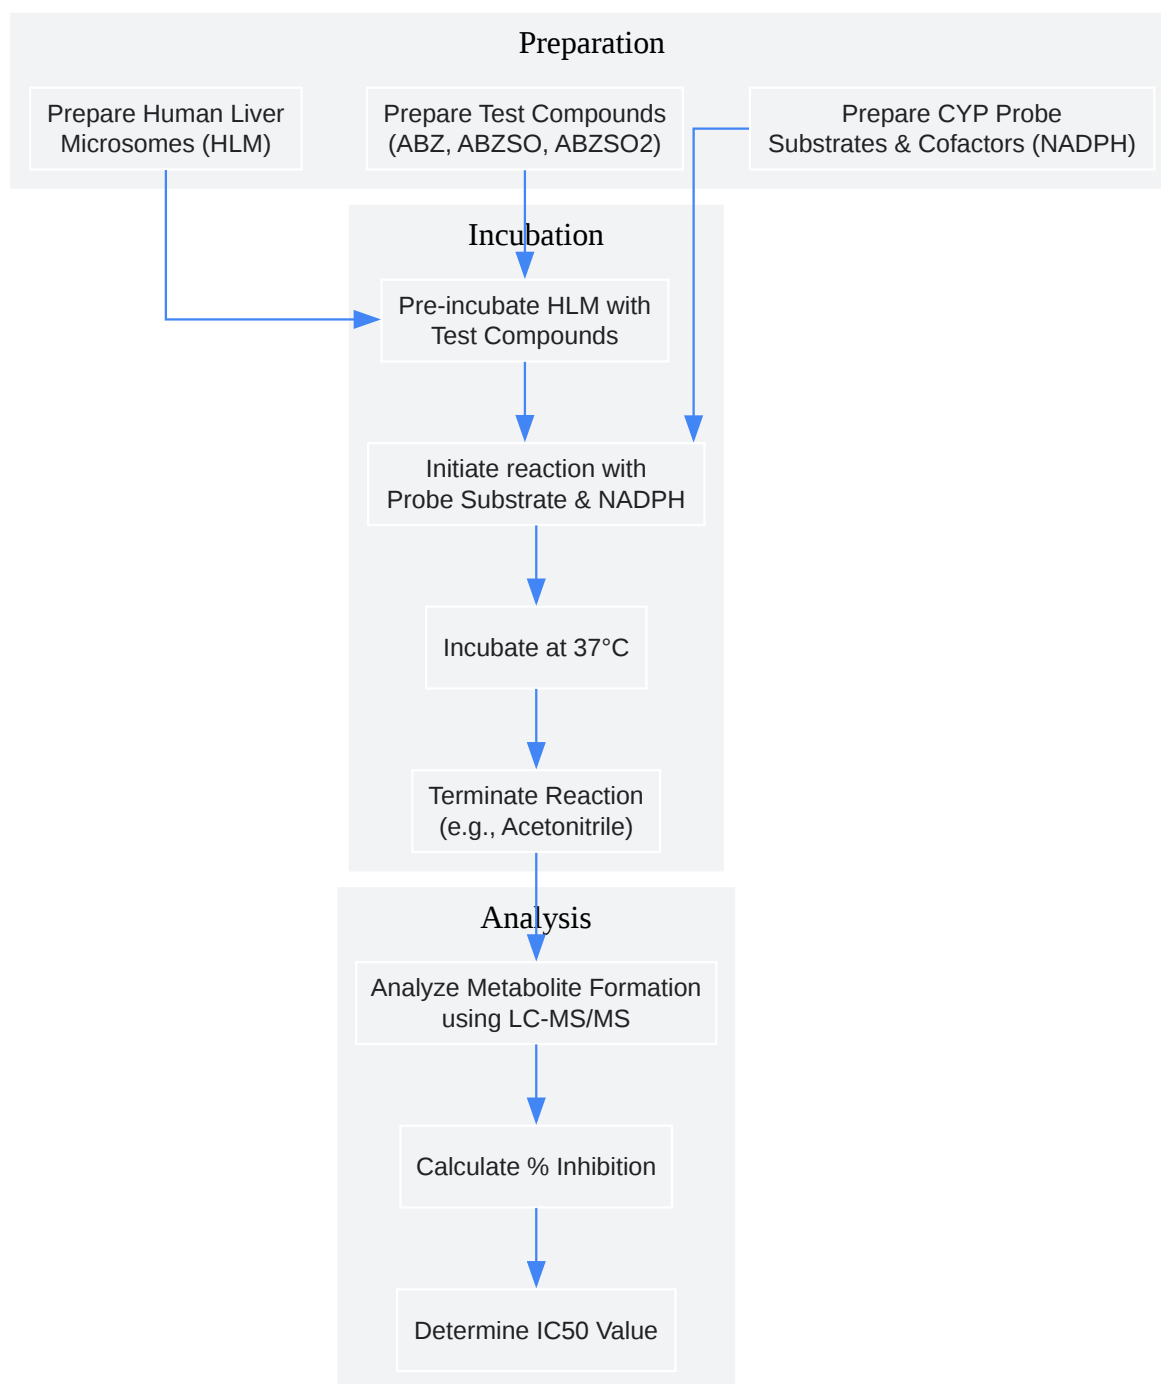 Preparation
Prepare Human Liver
Microsomes (HLM)
Prepare Test Compounds
(ABZ, ABZSO, ABZSO2)
Prepare CYP Probe
Substrates & Cofactors (NADPH)
Incubation
Pre-incubate HLM with
Test Compounds
Initiate reaction with
Probe Substrate & NADPH
Incubate at 37°C
Terminate Reaction
(e.g., Acetonitrile)
Analysis
Analyze Metabolite Formation
using LC-MS/MS
Calculate % Inhibition
Determine IC50 Value